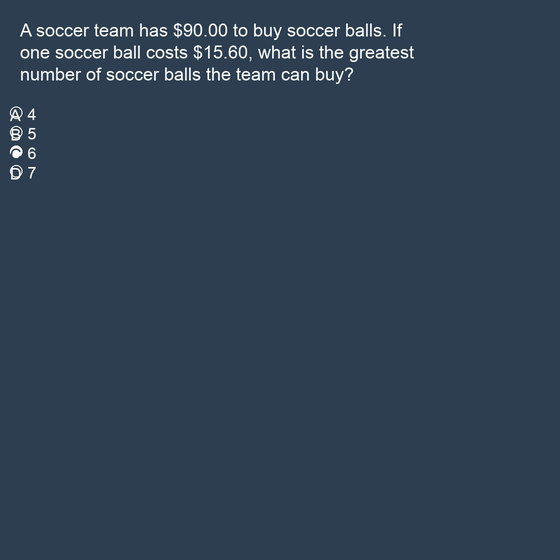 A soccer team has $90.00 to buy soccer balls. If
one soccer ball costs $15.60, what is the greatest
number of soccer balls the team can buy?
A 4
B 5
6
D 7